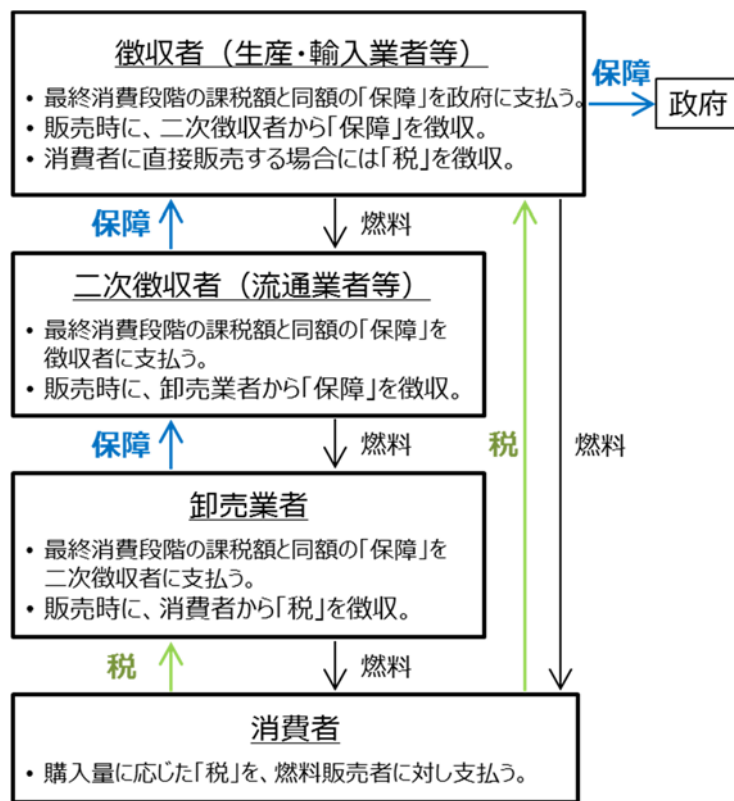 徴収者（生産・輸入業者等）
• 最終消費段階の課税額と同額の「保障」を政府に支払う。
• 販売時に、二次徴収者から「保障」を徴収。
• 消費者に直接販売する場合には「税」を徴収。
保障
政府
保障
燃料
二次徴収者（流通業者等）
• 最終消費段階の課税額と同額の「保障」を
徴収者に支払う。
• 販売時に、卸売業者から「保障」を徴収。
保障
燃料
税
燃料
卸売業者
• 最終消費段階の課税額と同額の「保障」を
二次徴収者に支払う。
• 販売時に、消費者から「税」を徴収。
税
燃料
消費者
• 購入量に応じた「税」を、燃料販売者に対し支払う。